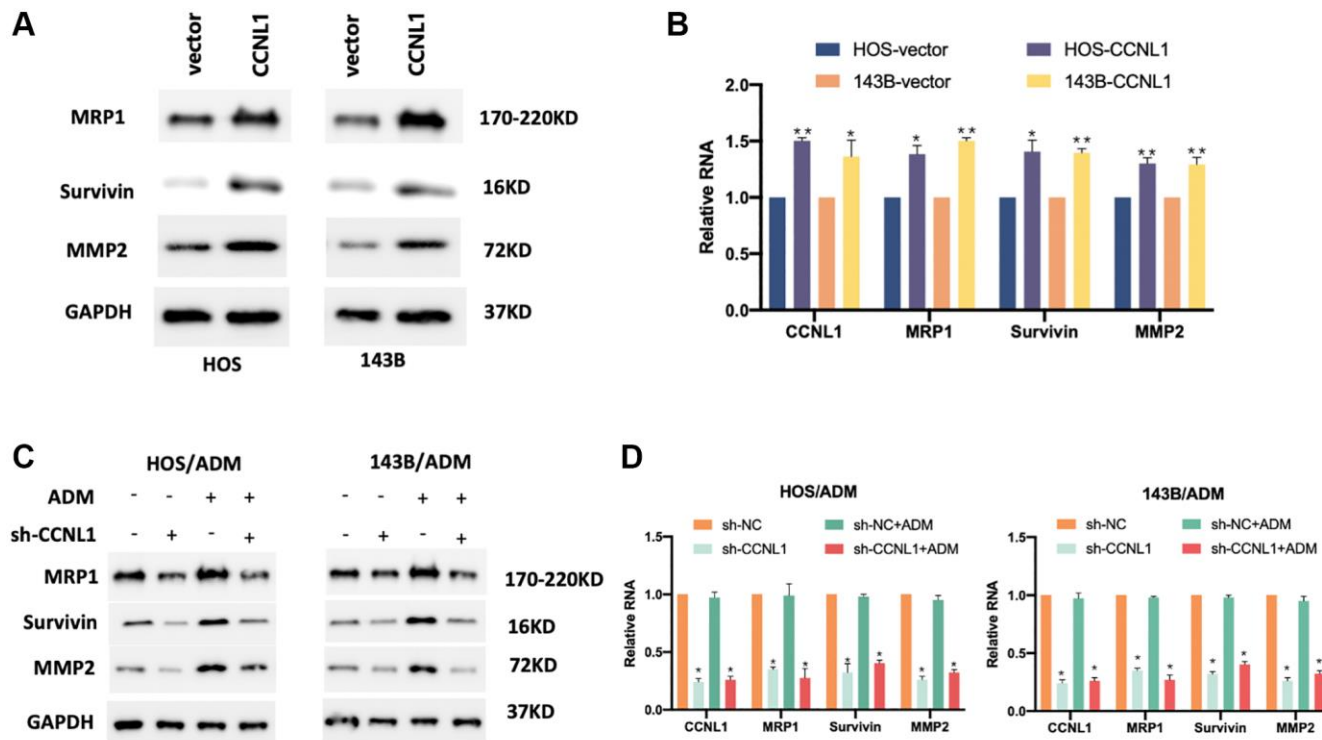 A
vector
CCNL1
vector
CCNL1
MRP1
170-220KD
Survivin
16KD
MMP2
72KD
GAPDH
37KD
HOS
143B
B
HOS-vector
HOS-CCNL1
143B-vector
143B-CCNL1
Relative RNA
2.0
1.5
1.0
0.5
0.0
** * * ** * ** ** **
CCNL1 MRP1 Survivin MMP2
C
HOS/ADM
143B/ADM
ADM - - + + - - + +
sh-CCNL1 - + - + - + - +
MRP1
170-220KD
Survivin
16KD
MMP2
72KD
GAPDH
37KD
D
HOS/ADM
sh-NC sh-NC+ADM
sh-CCNL1 sh-CCNL1+ADM
Relative RNA
1.5
1.0
0.5
0.0
* * * * * * * *
CCNL1 MRP1 Survivin MMP2
143B/ADM
sh-NC sh-NC+ADM
sh-CCNL1 sh-CCNL1+ADM
Relative RNA
1.5
1.0
0.5
0.0
* * * * * * * *
CCNL1 MRP1 Survivin MMP2